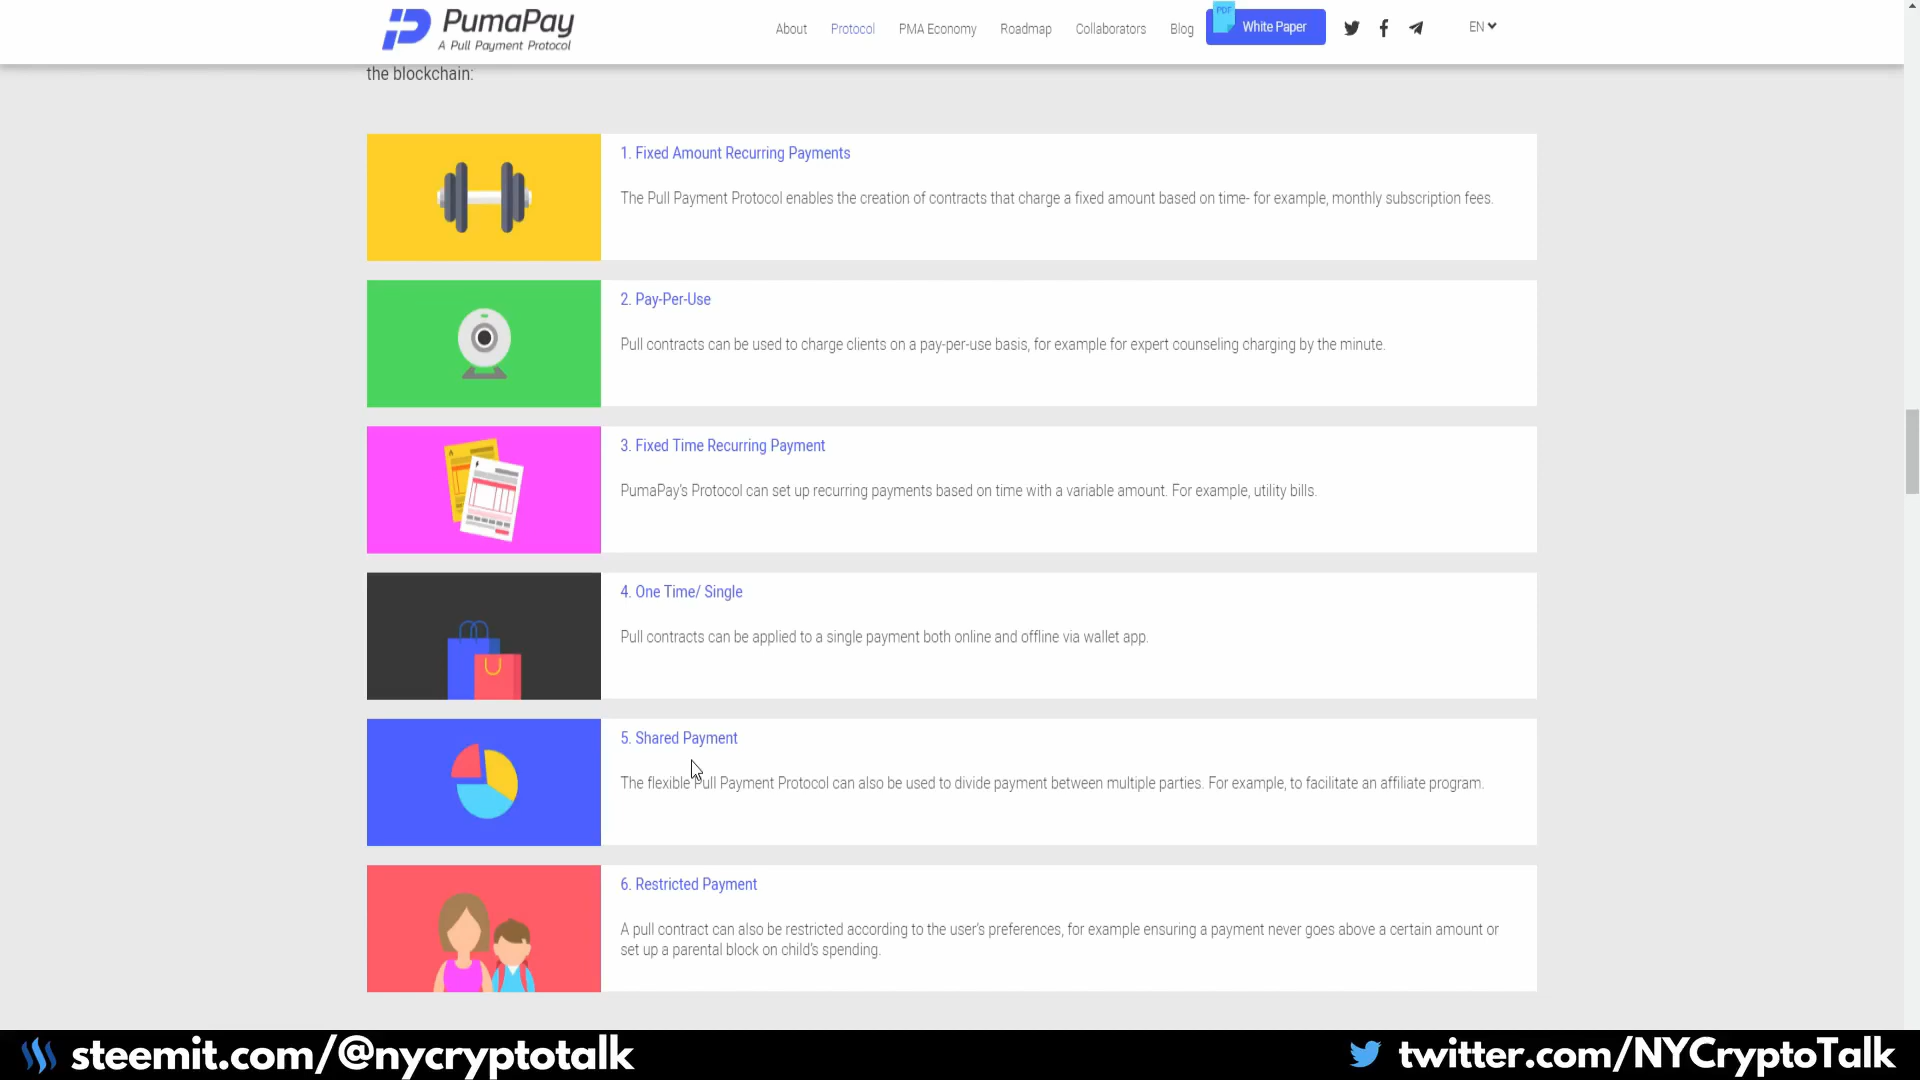 PumaPay
A Pull Payment Protocol
About Protocol PMA Economy Roadmap Collaborators Blog PDF White Paper EN
the blockchain:
1. Fixed Amount Recurring Payments
The Pull Payment Protocol enables the creation of contracts that charge a fixed amount based on time- for example, monthly subscription fees.
2. Pay-Per-Use
Pull contracts can be used to charge clients on a pay-per-use basis, for example for expert counseling charging by the minute.
3. Fixed Time Recurring Payment
PumaPay's Protocol can set up recurring payments based on time with a variable amount. For example, utility bills.
4. One Time/ Single
Pull contracts can be applied to a single payment both online and offline via wallet app.
5. Shared Payment
The flexible Pull Payment Protocol can also be used to divide payment between multiple parties. For example, to facilitate an affiliate program.
6. Restricted Payment
A pull contract can also be restricted according to the user's preferences, for example ensuring a payment never goes above a certain amount or
set up a parental block on child's spending.
steemit.com/@nycryptotalk
twitter.com/NYCryptoTalk